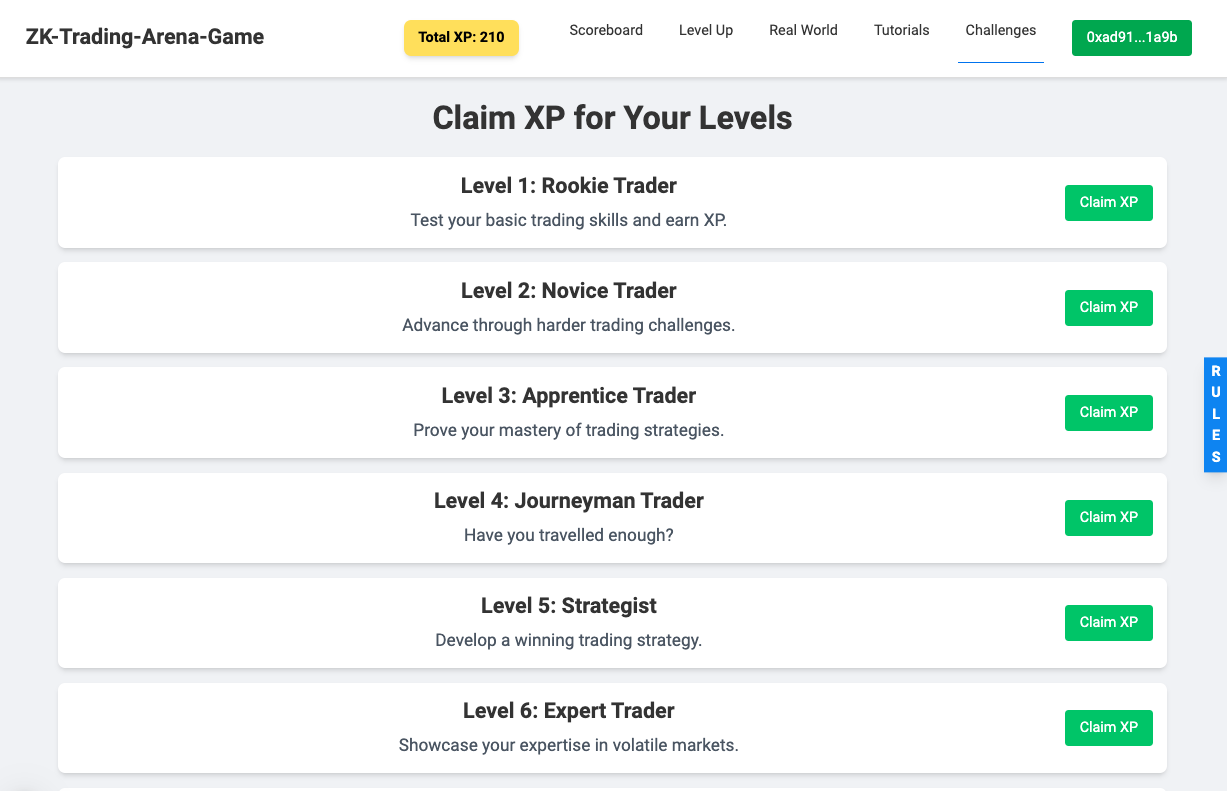 ZK-Trading-Arena-Game
Total XP: 210
Scoreboard
Level Up
Real World
Tutorials
Challenges
0xad91...1a9b
Claim XP for Your Levels
Level 1: Rookie Trader
Test your basic trading skills and earn XP.
Claim XP
Level 2: Novice Trader
Advance through harder trading challenges.
Claim XP
Level 3: Apprentice Trader
Prove your mastery of trading strategies.
Claim XP
Level 4: Journeyman Trader
Have you travelled enough?
Claim XP
Level 5: Strategist
Develop a winning trading strategy.
Claim XP
Level 6: Expert Trader
Showcase your expertise in volatile markets.
Claim XP
RULES